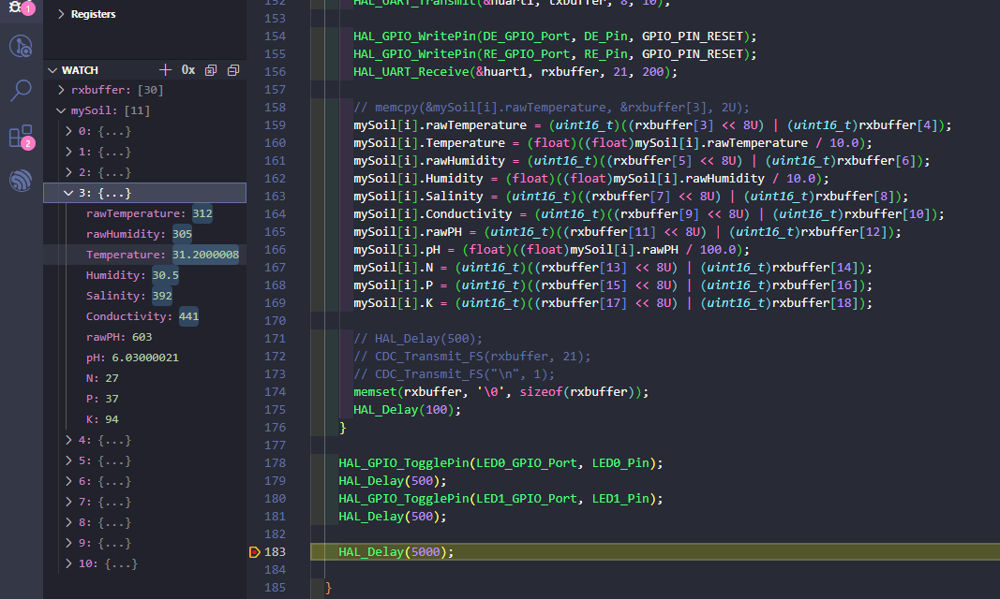 1
2
Registers
WATCH
0x
rxbuffer: [30]
mySoil: [11]
0: {...}
1: {...}
2: {...}
3: {...}
rawTemperature: 312
rawHumidity: 305
Temperature: 31.2000008
Humidity: 30.5
Salinity: 392
Conductivity: 441
rawPH: 603
pH: 6.03000021
N: 27
P: 37
K: 94
4: {...}
5: {...}
6: {...}
7: {...}
8: {...}
9: {...}
10: {...}
152 HAL_UART_Transmit(&huart1, txbuffer, 8, 10);
153
154 HAL_GPIO_WritePin(DE_GPIO_Port, DE_Pin, GPIO_PIN_RESET);
155 HAL_GPIO_WritePin(RE_GPIO_Port, RE_Pin, GPIO_PIN_RESET);
156 HAL_UART_Receive(&huart1, rxbuffer, 21, 200);
157
158 // memcpy(&mySoil[i].rawTemperature, &rxbuffer[3], 2U);
159 mySoil[i].rawTemperature = (uint16_t)((rxbuffer[3] << 8U) | (uint16_t)rxbuffer[4]);
160 mySoil[i].Temperature = (float)((float)mySoil[i].rawTemperature / 10.0);
161 mySoil[i].rawHumidity = (uint16_t)((rxbuffer[5] << 8U) | (uint16_t)rxbuffer[6]);
162 mySoil[i].Humidity = (float)((float)mySoil[i].rawHumidity / 10.0);
163 mySoil[i].Salinity = (uint16_t)((rxbuffer[7] << 8U) | (uint16_t)rxbuffer[8]);
164 mySoil[i].Conductivity = (uint16_t)((rxbuffer[9] << 8U) | (uint16_t)rxbuffer[10]);
165 mySoil[i].rawPH = (uint16_t)((rxbuffer[11] << 8U) | (uint16_t)rxbuffer[12]);
166 mySoil[i].pH = (float)((float)mySoil[i].rawPH / 100.0);
167 mySoil[i].N = (uint16_t)((rxbuffer[13] << 8U) | (uint16_t)rxbuffer[14]);
168 mySoil[i].P = (uint16_t)((rxbuffer[15] << 8U) | (uint16_t)rxbuffer[16]);
169 mySoil[i].K = (uint16_t)((rxbuffer[17] << 8U) | (uint16_t)rxbuffer[18]);
170
171 // HAL_Delay(500);
172 // CDC_Transmit_FS(rxbuffer, 21);
173 // CDC_Transmit_FS("\n", 1);
174 memset(rxbuffer, '\0', sizeof(rxbuffer));
175 HAL_Delay(100);
176 }
177
178 HAL_GPIO_TogglePin(LED0_GPIO_Port, LED0_Pin);
179 HAL_Delay(500);
180 HAL_GPIO_TogglePin(LED1_GPIO_Port, LED1_Pin);
181 HAL_Delay(500);
182
183 HAL_Delay(5000);
184
185 }